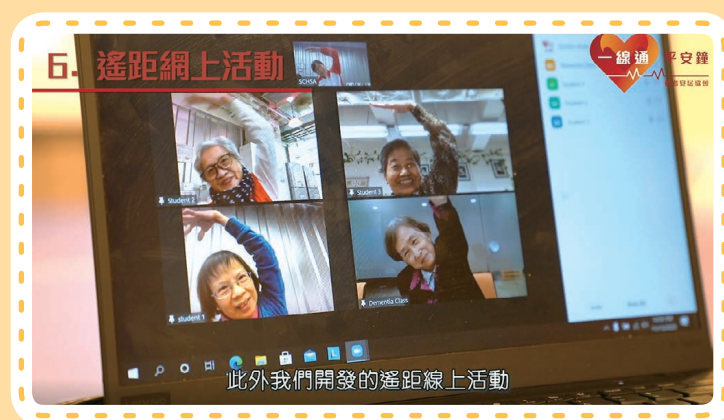 6. 遙距網上活動
一線通 平安鐘
SCHSA
Student 2
Student 3
student 1
Dementia Class
此外我們開發的遙距線上活動